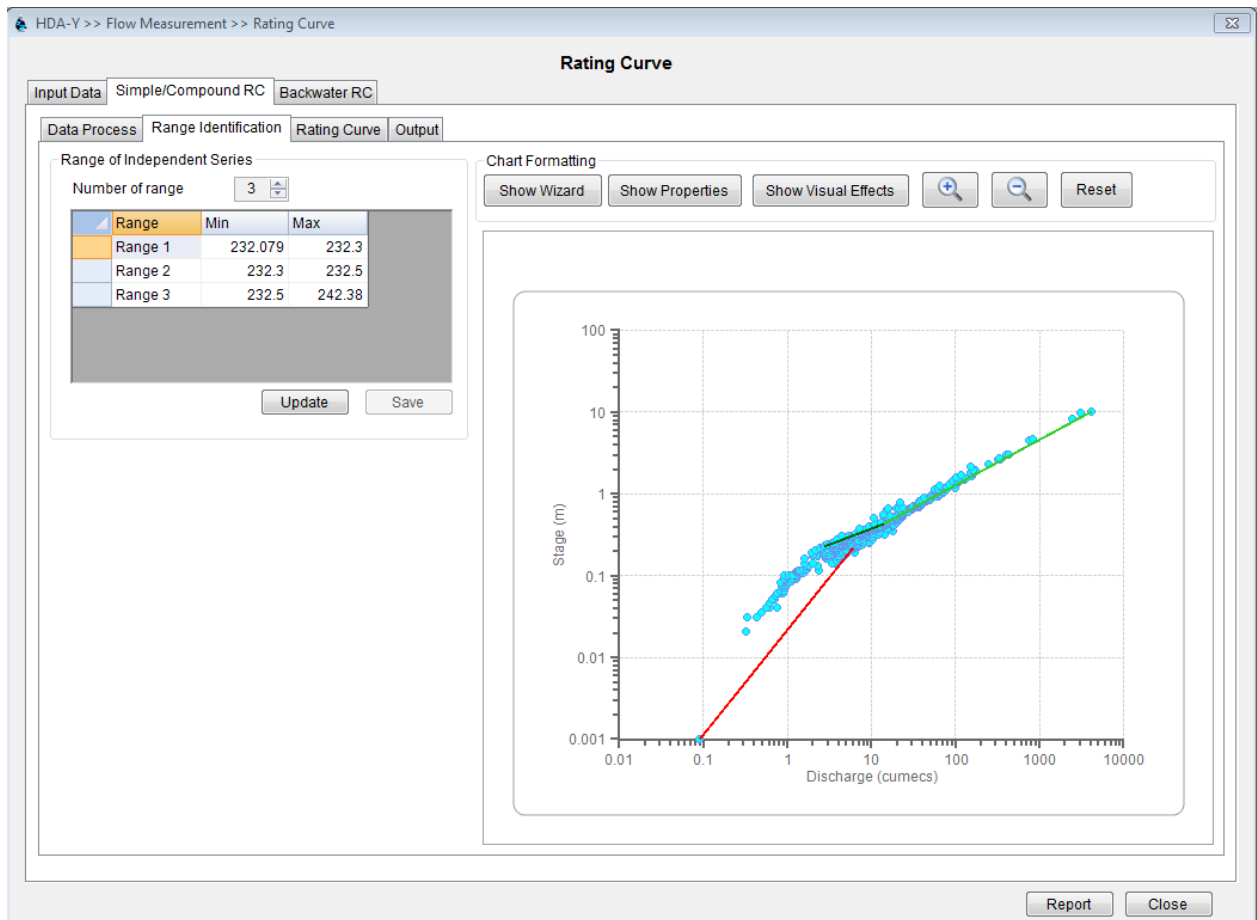 HDA-Y >> Flow Measurement >> Rating Curve
Rating Curve
Input Data Simple/Compound RC Backwater RC
Data Process Range Identification Rating Curve Output
Range of Independent Series
Number of range 3
Range Min Max
Range 1 232.079 232.3
Range 2 232.3 232.5
Range 3 232.5 242.38
Update Save
Chart Formatting
Show Wizard Show Properties Show Visual Effects Reset
100
10
1
0.1
0.01
0.001
Stage (m)
0.01 0.1 1 10 100 1000 10000
Discharge (cumecs)
Report Close